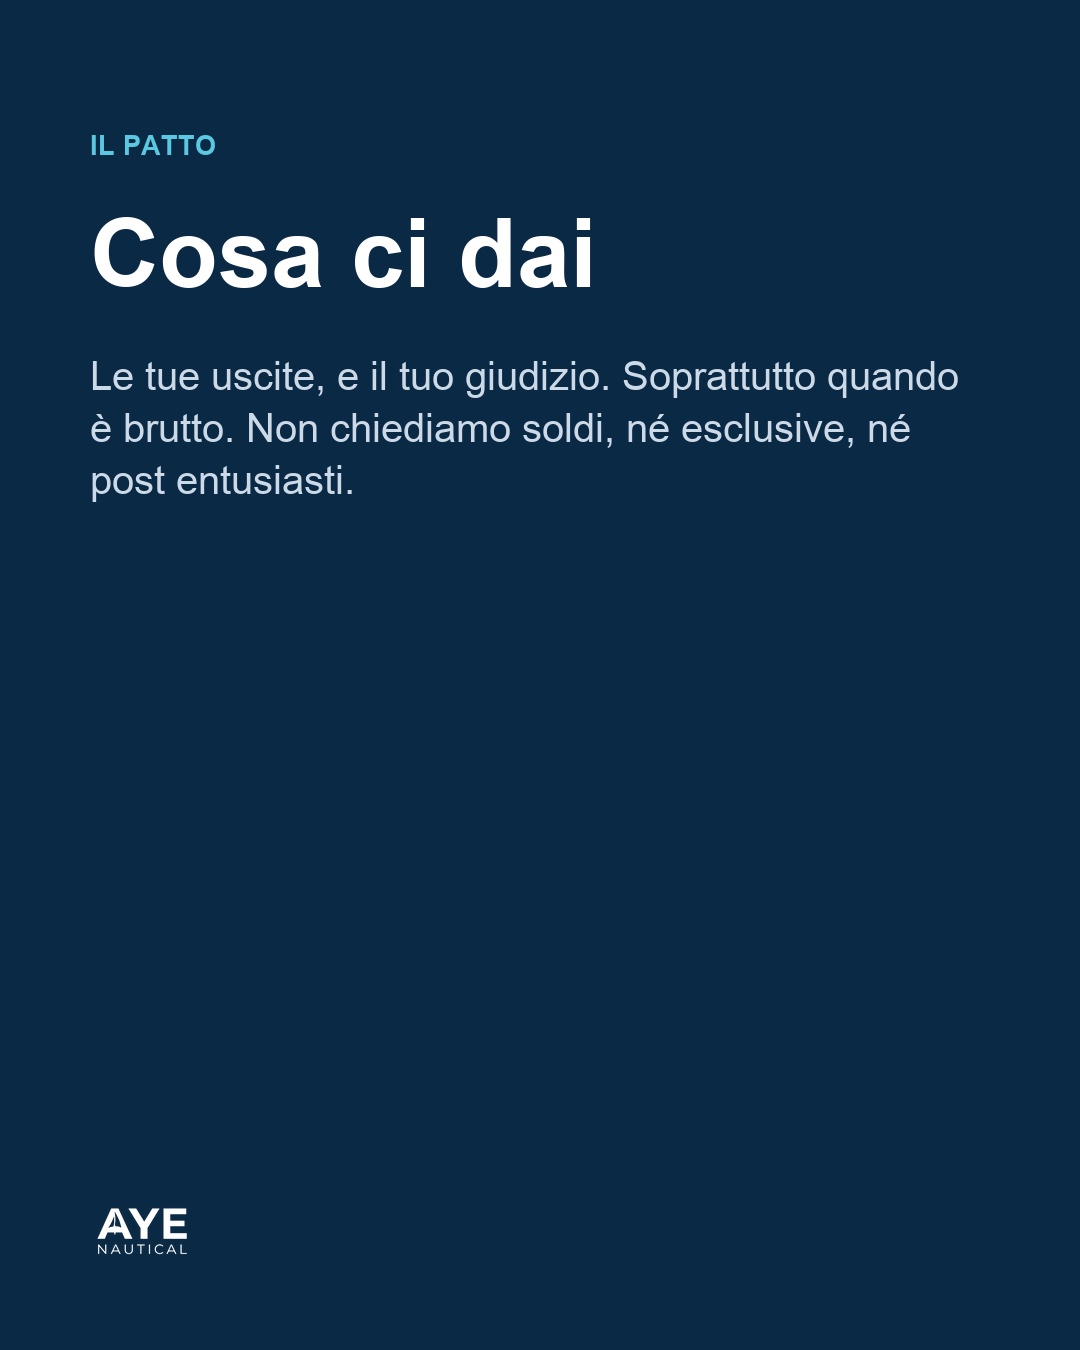 IL PATTO
Cosa ci dai
Le tue uscite, e il tuo giudizio. Soprattutto quando
è brutto. Non chiediamo soldi, né esclusive, né
post entusiasti.
AYE
NAUTICAL